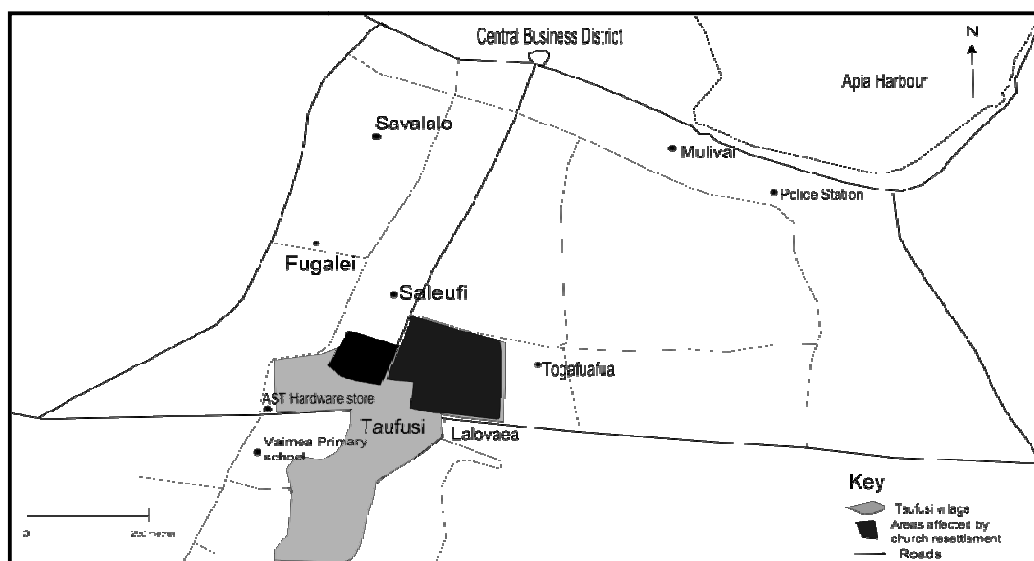 Central Business District
N
Apia Harbour
Savalalo
Mulivai
Police Station
Fugalei
Saleufi
Togafuafua
AST Hardware store
Taufusi
Lalovaea
Vaimea Primary
school
Key
Taufusi village
Areas affected by
church resettlement
Roads
0